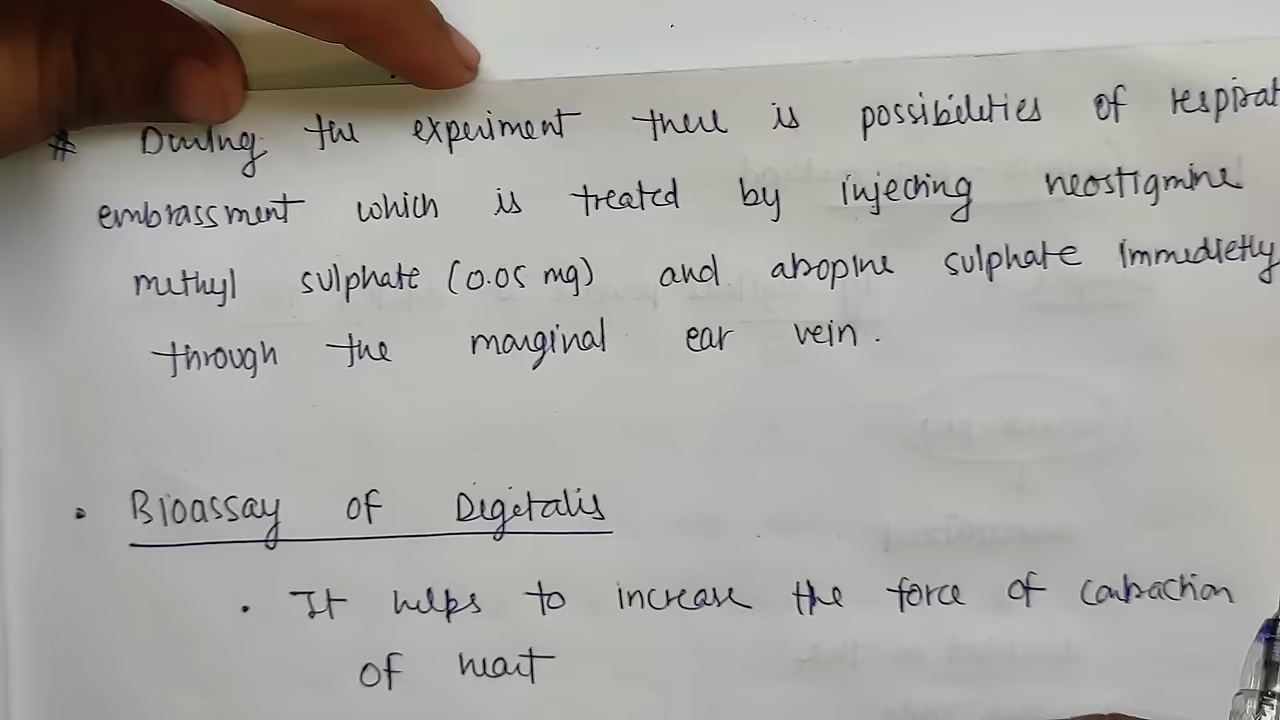 # During the experiment there is possibilities of respirat
embrassment which is treated by injecting neostigmine
methyl sulphate (0.05 mg) and atropine sulphate immedietly
through the marginal ear vein.
• Bioassay of Digitalis
• It helps to increase the force of contraction
of heart